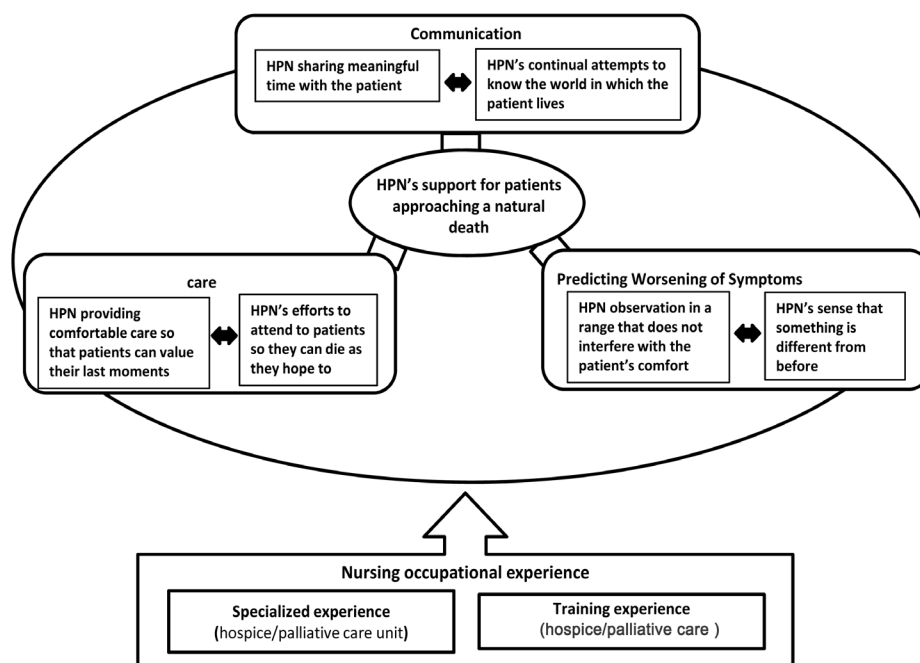 Communication
HPN sharing meaningful
time with the patient
HPN's continual attempts to
know the world in which the
patient lives
HPN's support for patients
approaching a natural
death
care
HPN providing
comfortable care so
that patients can value
their last moments
HPN's efforts to
attend to patients
so they can die as
they hope to
Predicting Worsening of Symptoms
HPN observation in a
range that does not
interfere with the
patient's comfort
HPN's sense that
something is
different from
before
Nursing occupational experience
Specialized experience
(hospice/palliative care unit)
Training experience
(hospice/palliative care )